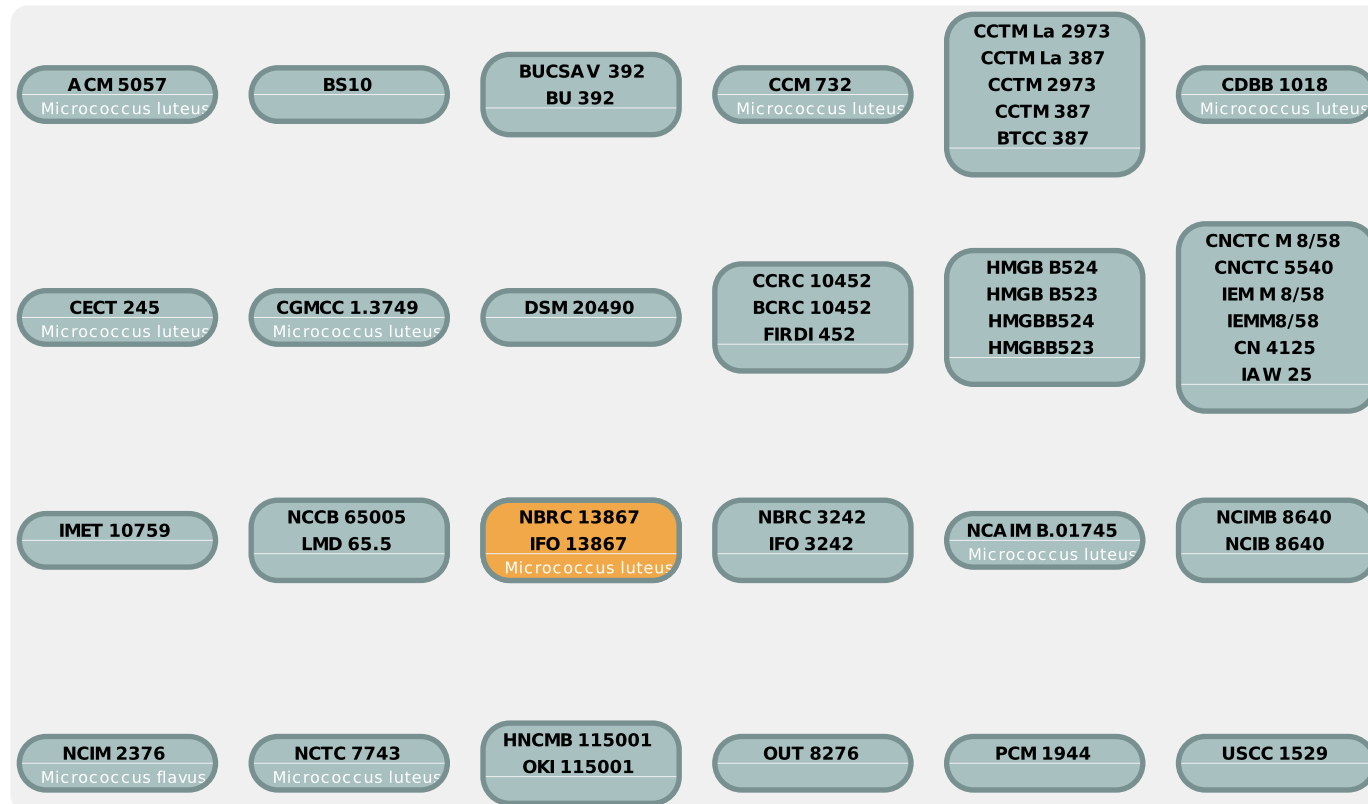 ACM 5057
Micrococcus luteus
BS10
BUCSAV 392
BU 392
CCM 732
Micrococcus luteus
CCTM La 2973
CCTM La 387
CCTM 2973
CCTM 387
BTCC 387
CDBB 1018
Micrococcus luteus
CECT 245
Micrococcus luteus
CGMCC 1.3749
Micrococcus luteus
DSM 20490
CCRC 10452
BCRC 10452
FIRDI 452
HMGB B524
HMGB B523
HMGBB524
HMGBB523
CNCTC M 8/58
CNCTC 5540
IEM M 8/58
IEMM8/58
CN 4125
IAW 25
IMET 10759
NCCB 65005
LMD 65.5
NBRC 13867
IFO 13867
Micrococcus luteus
NBRC 3242
IFO 3242
NCAIM B.01745
Micrococcus luteus
NCIMB 8640
NCIB 8640
NCIM 2376
Micrococcus flavus
NCTC 7743
Micrococcus luteus
HNCMB 115001
OKI 115001
OUT 8276
PCM 1944
USCC 1529